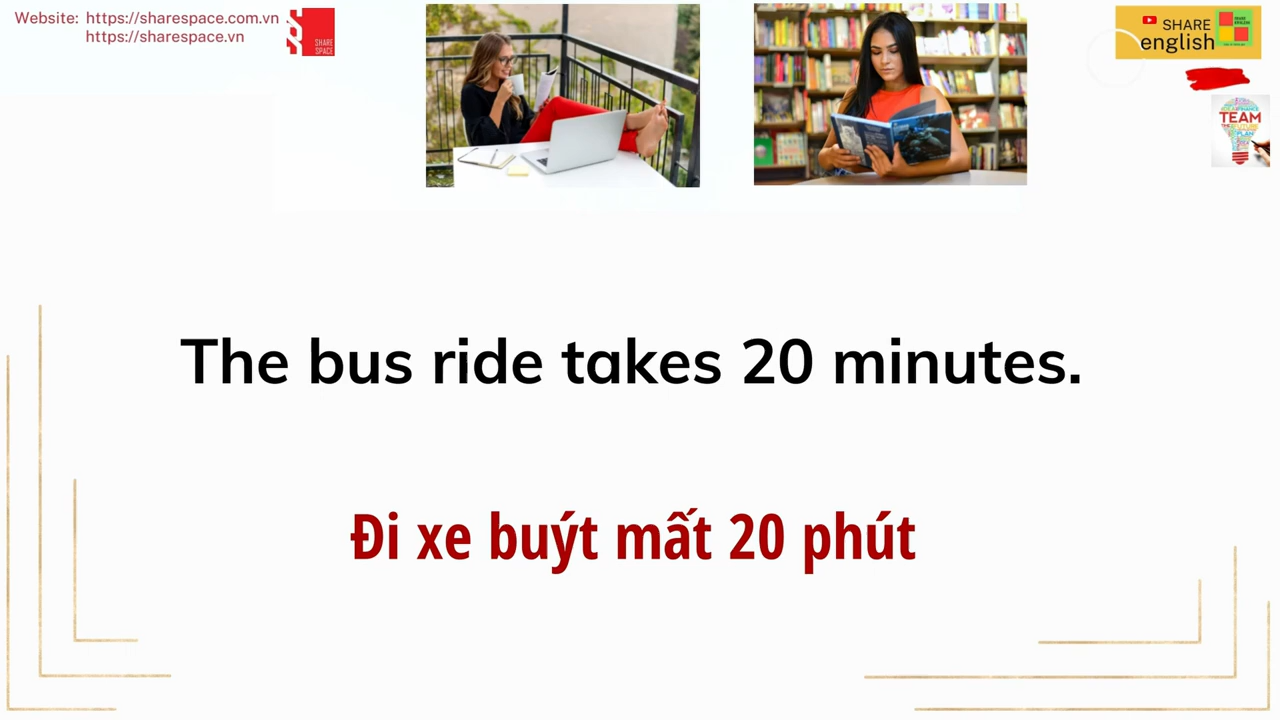 Website: https://sharespace.com.vn
https://sharespace.vn
SHARE
SPACE
SHARE
english
TEAM
PLAN
The bus ride takes 20 minutes.
Đi xe buýt mất 20 phút